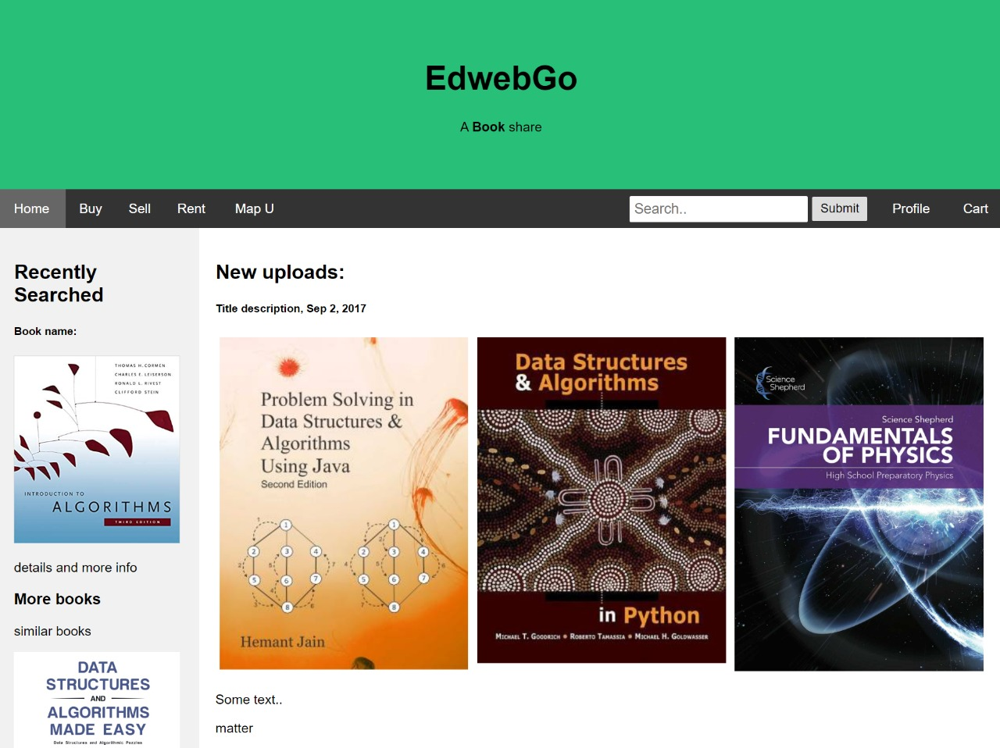 EdwebGo
A Book share
Home Buy Sell Rent Map U Search.. Submit Profile Cart
Recently
Searched
Book name:
THOMAS H. CORMEN
CHARLES E. LEISERSON
RONALD L. RIVEST
CLIFFORD STEIN
INTRODUCTION TO
ALGORITHMS
THIRD EDITION
details and more info
More books
similar books
DATA
STRUCTURES
AND
ALGORITHMS
MADE EASY
Data Structures and Algorithmic Puzzles
New uploads:
Title description, Sep 2, 2017
Problem Solving in
Data Structures &
Algorithms
Using Java
Second Edition
Hemant Jain
Data Structures
& Algorithms
in Python
MICHAEL T. GOODRICH • ROBERTO TAMASSIA • MICHAEL H. GOLDWASSER
Science
Shepherd
Science Shepherd
FUNDAMENTALS
OF PHYSICS
High School Preparatory Physics
Some text..
matter